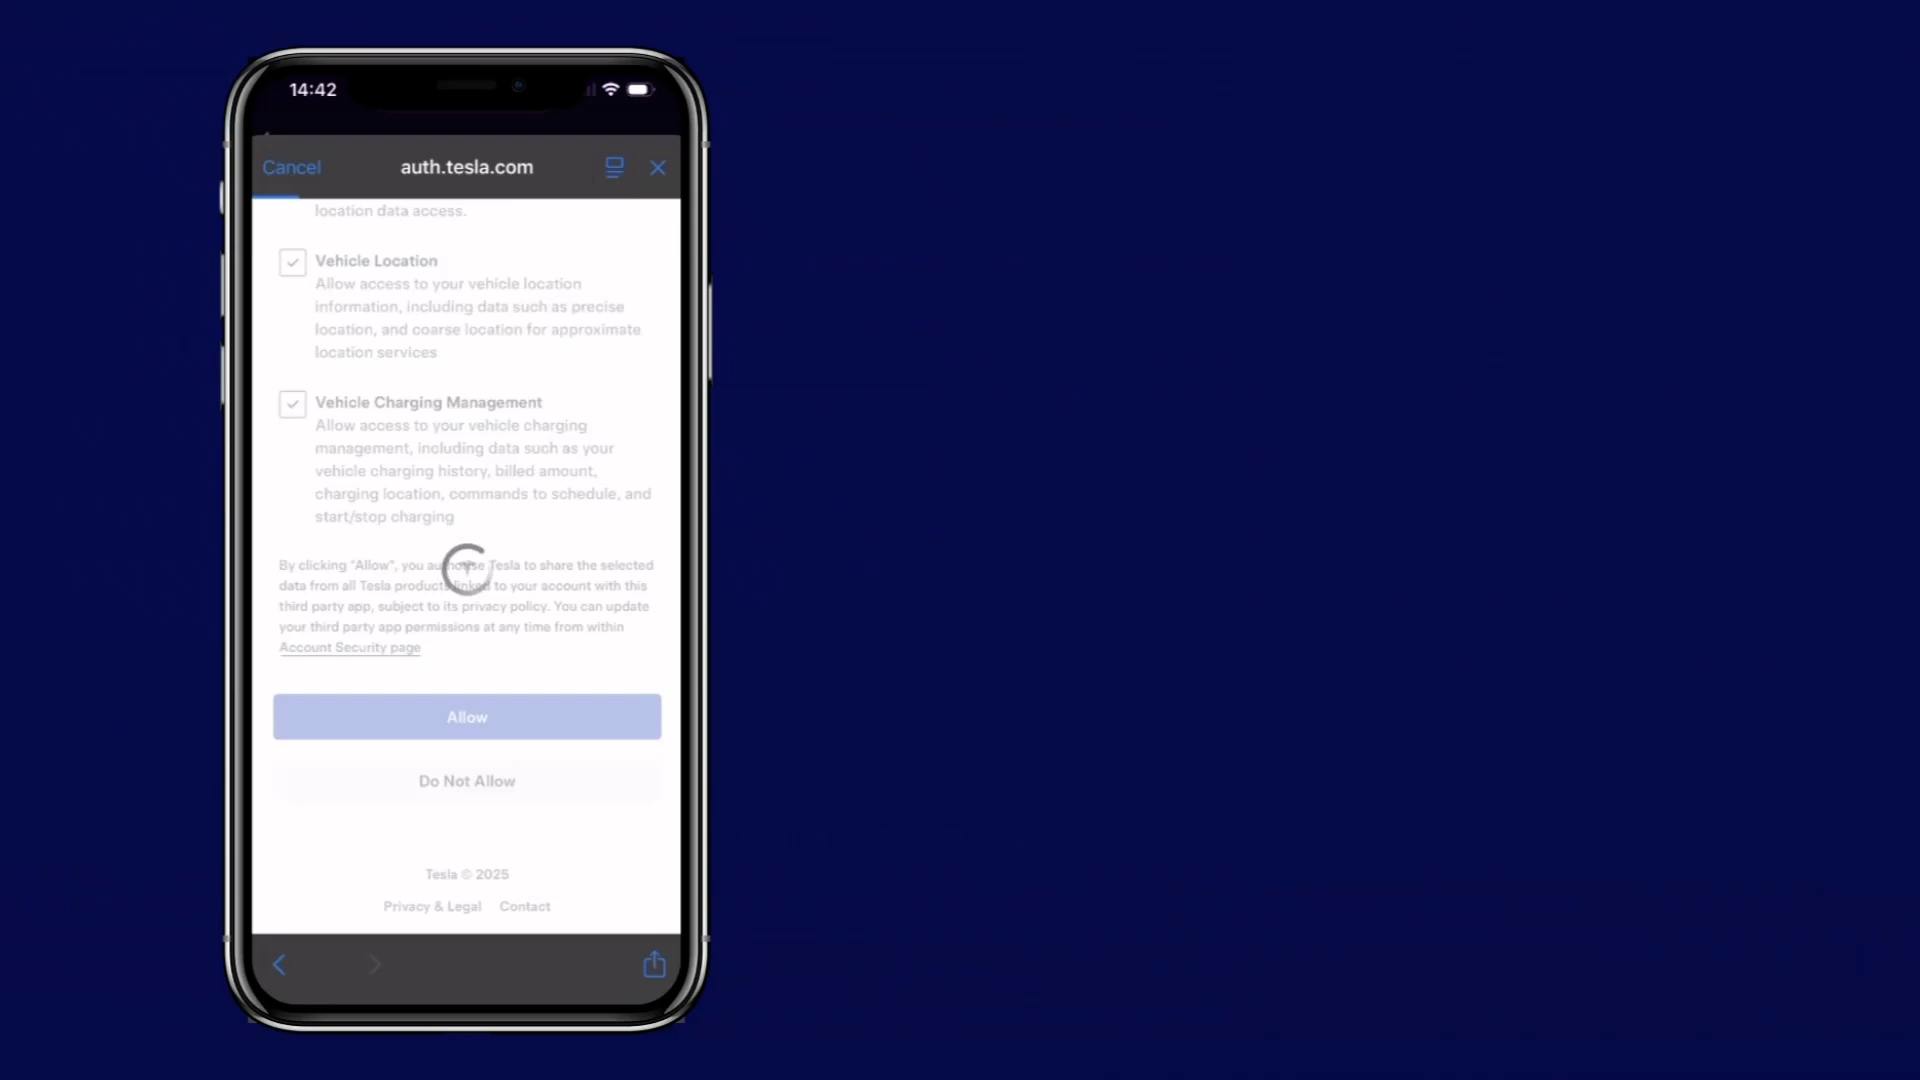 14:42
Cancel
auth.tesla.com
location data access.
Vehicle Location
Allow access to your vehicle location
information, including data such as precise
location, and coarse location for approximate
location services
Vehicle Charging Management
Allow access to your vehicle charging
management, including data such as your
vehicle charging history, billed amount,
charging location, commands to schedule, and
start/stop charging
By clicking "Allow", you authorise Tesla to share the selected
data from all Tesla products linked to your account with this
third party app, subject to its privacy policy. You can update
your third party app permissions at any time from within
Account Security page
Allow
Do Not Allow
Tesla © 2025
Privacy & Legal Contact